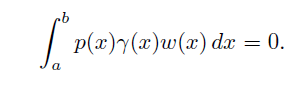 ∫_a^b p(x)γ(x)w(x) dx = 0.